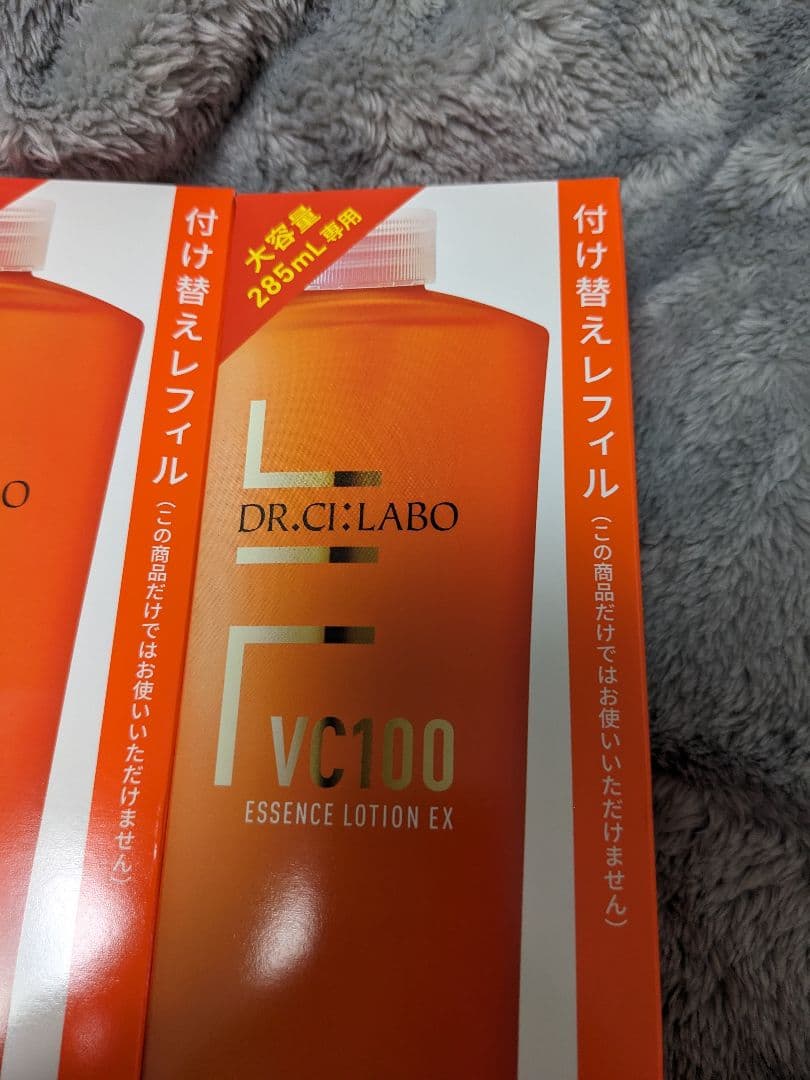 O
付け替えレフィル
（この商品だけではお使いいただけません）
大容量
285mL専用
DR.CI:LABO
VC100
ESSENCE LOTION EX
付け替えレフィル
（この商品だけではお使いいただけません）